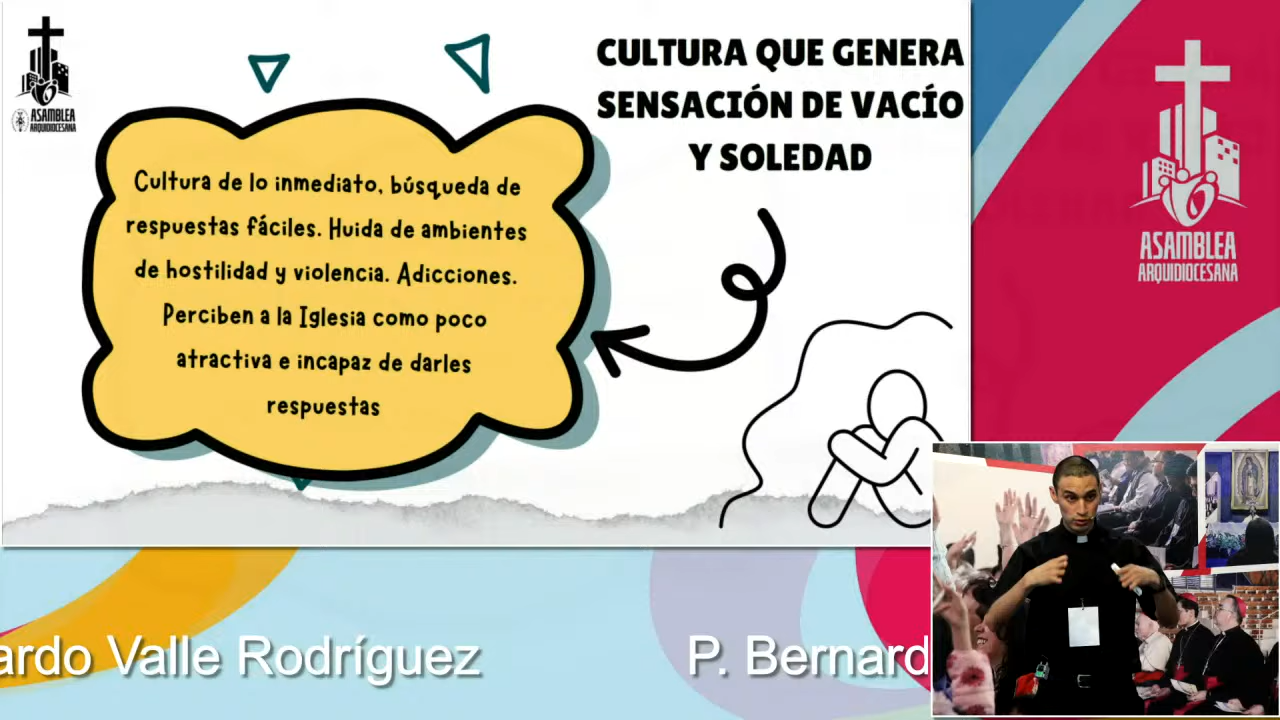 ASAMBLEA
ARQUIDIOCESANA
CULTURA QUE GENERA
SENSACIÓN DE VACÍO
Y SOLEDAD
Cultura de lo inmediato, búsqueda de
respuestas fáciles. Huida de ambientes
de hostilidad y violencia. Adicciones.
Perciben a la Iglesia como poco
atractiva e incapaz de darles
respuestas
ASAMBLEA
ARQUIDIOCESANA
ardo Valle Rodríguez
P. Bernard